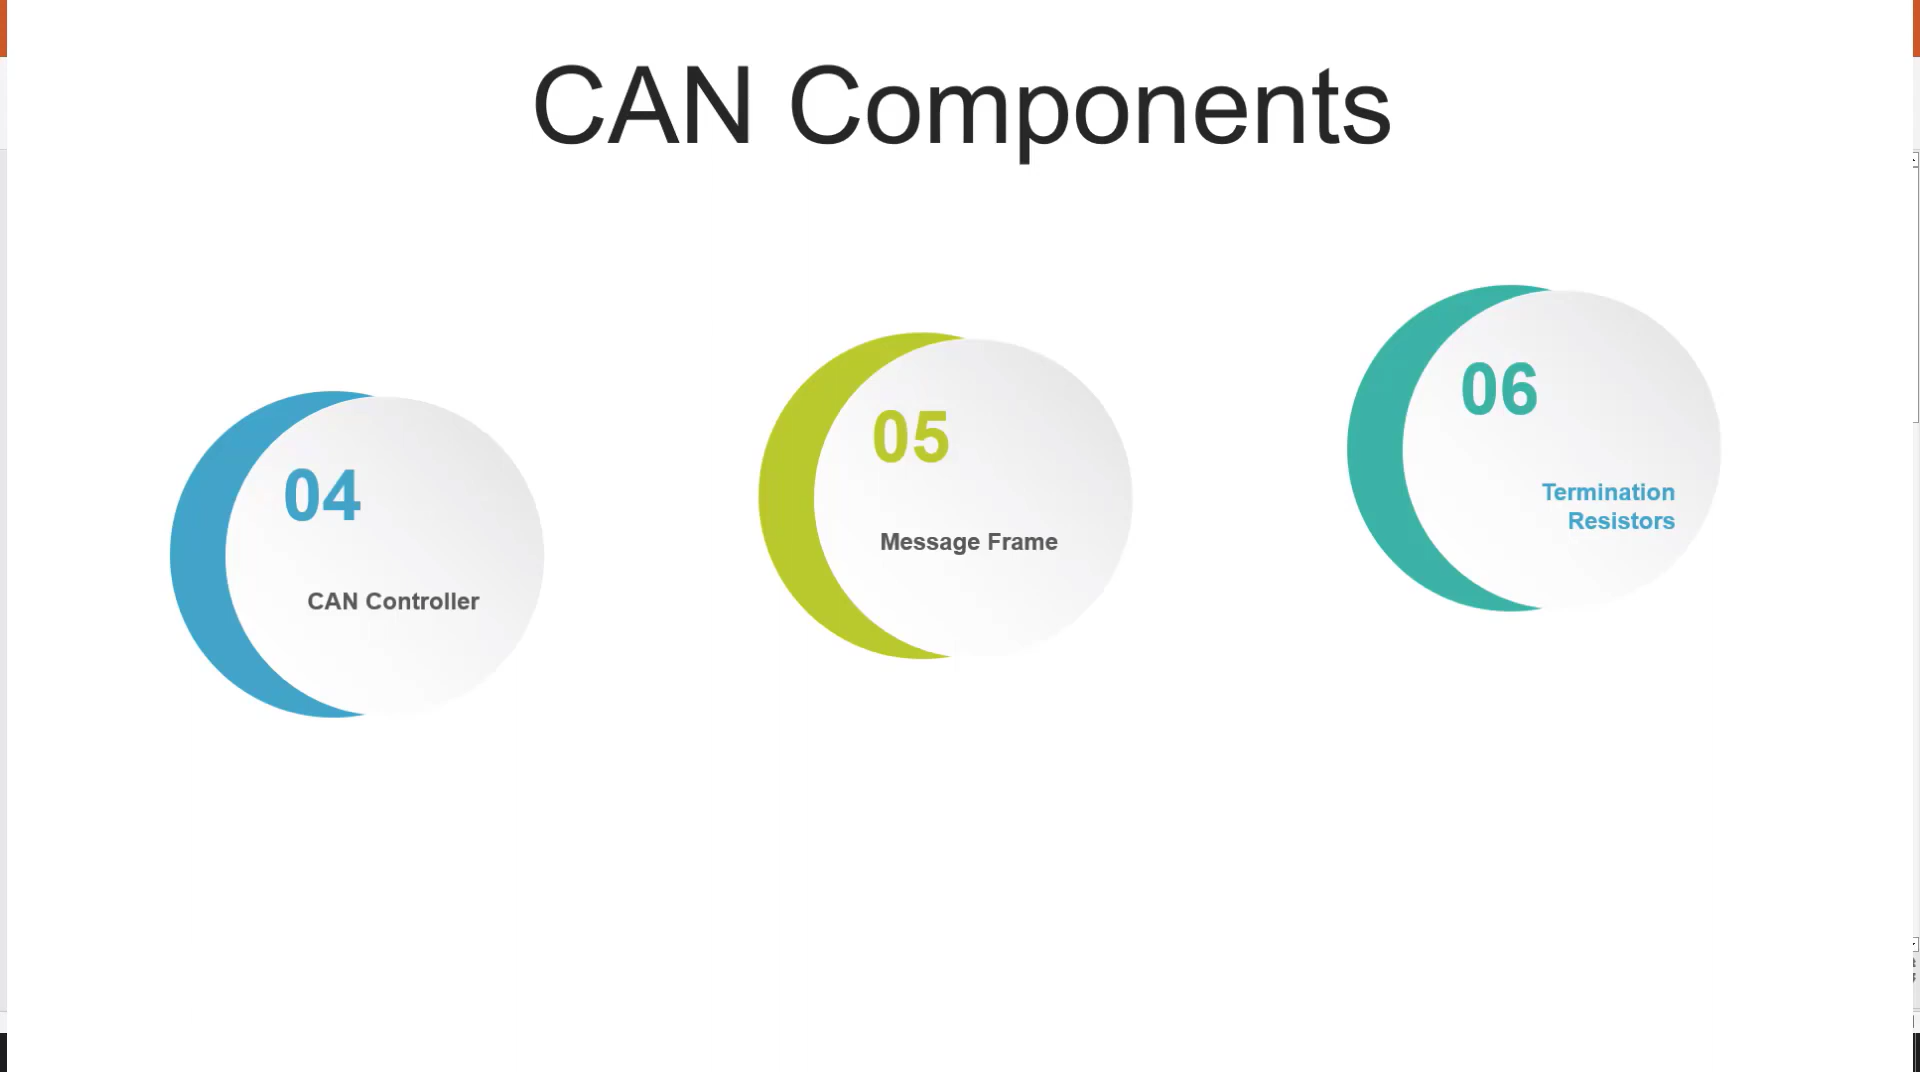 CAN Components
04
CAN Controller
05
Message Frame
06
Termination
Resistors